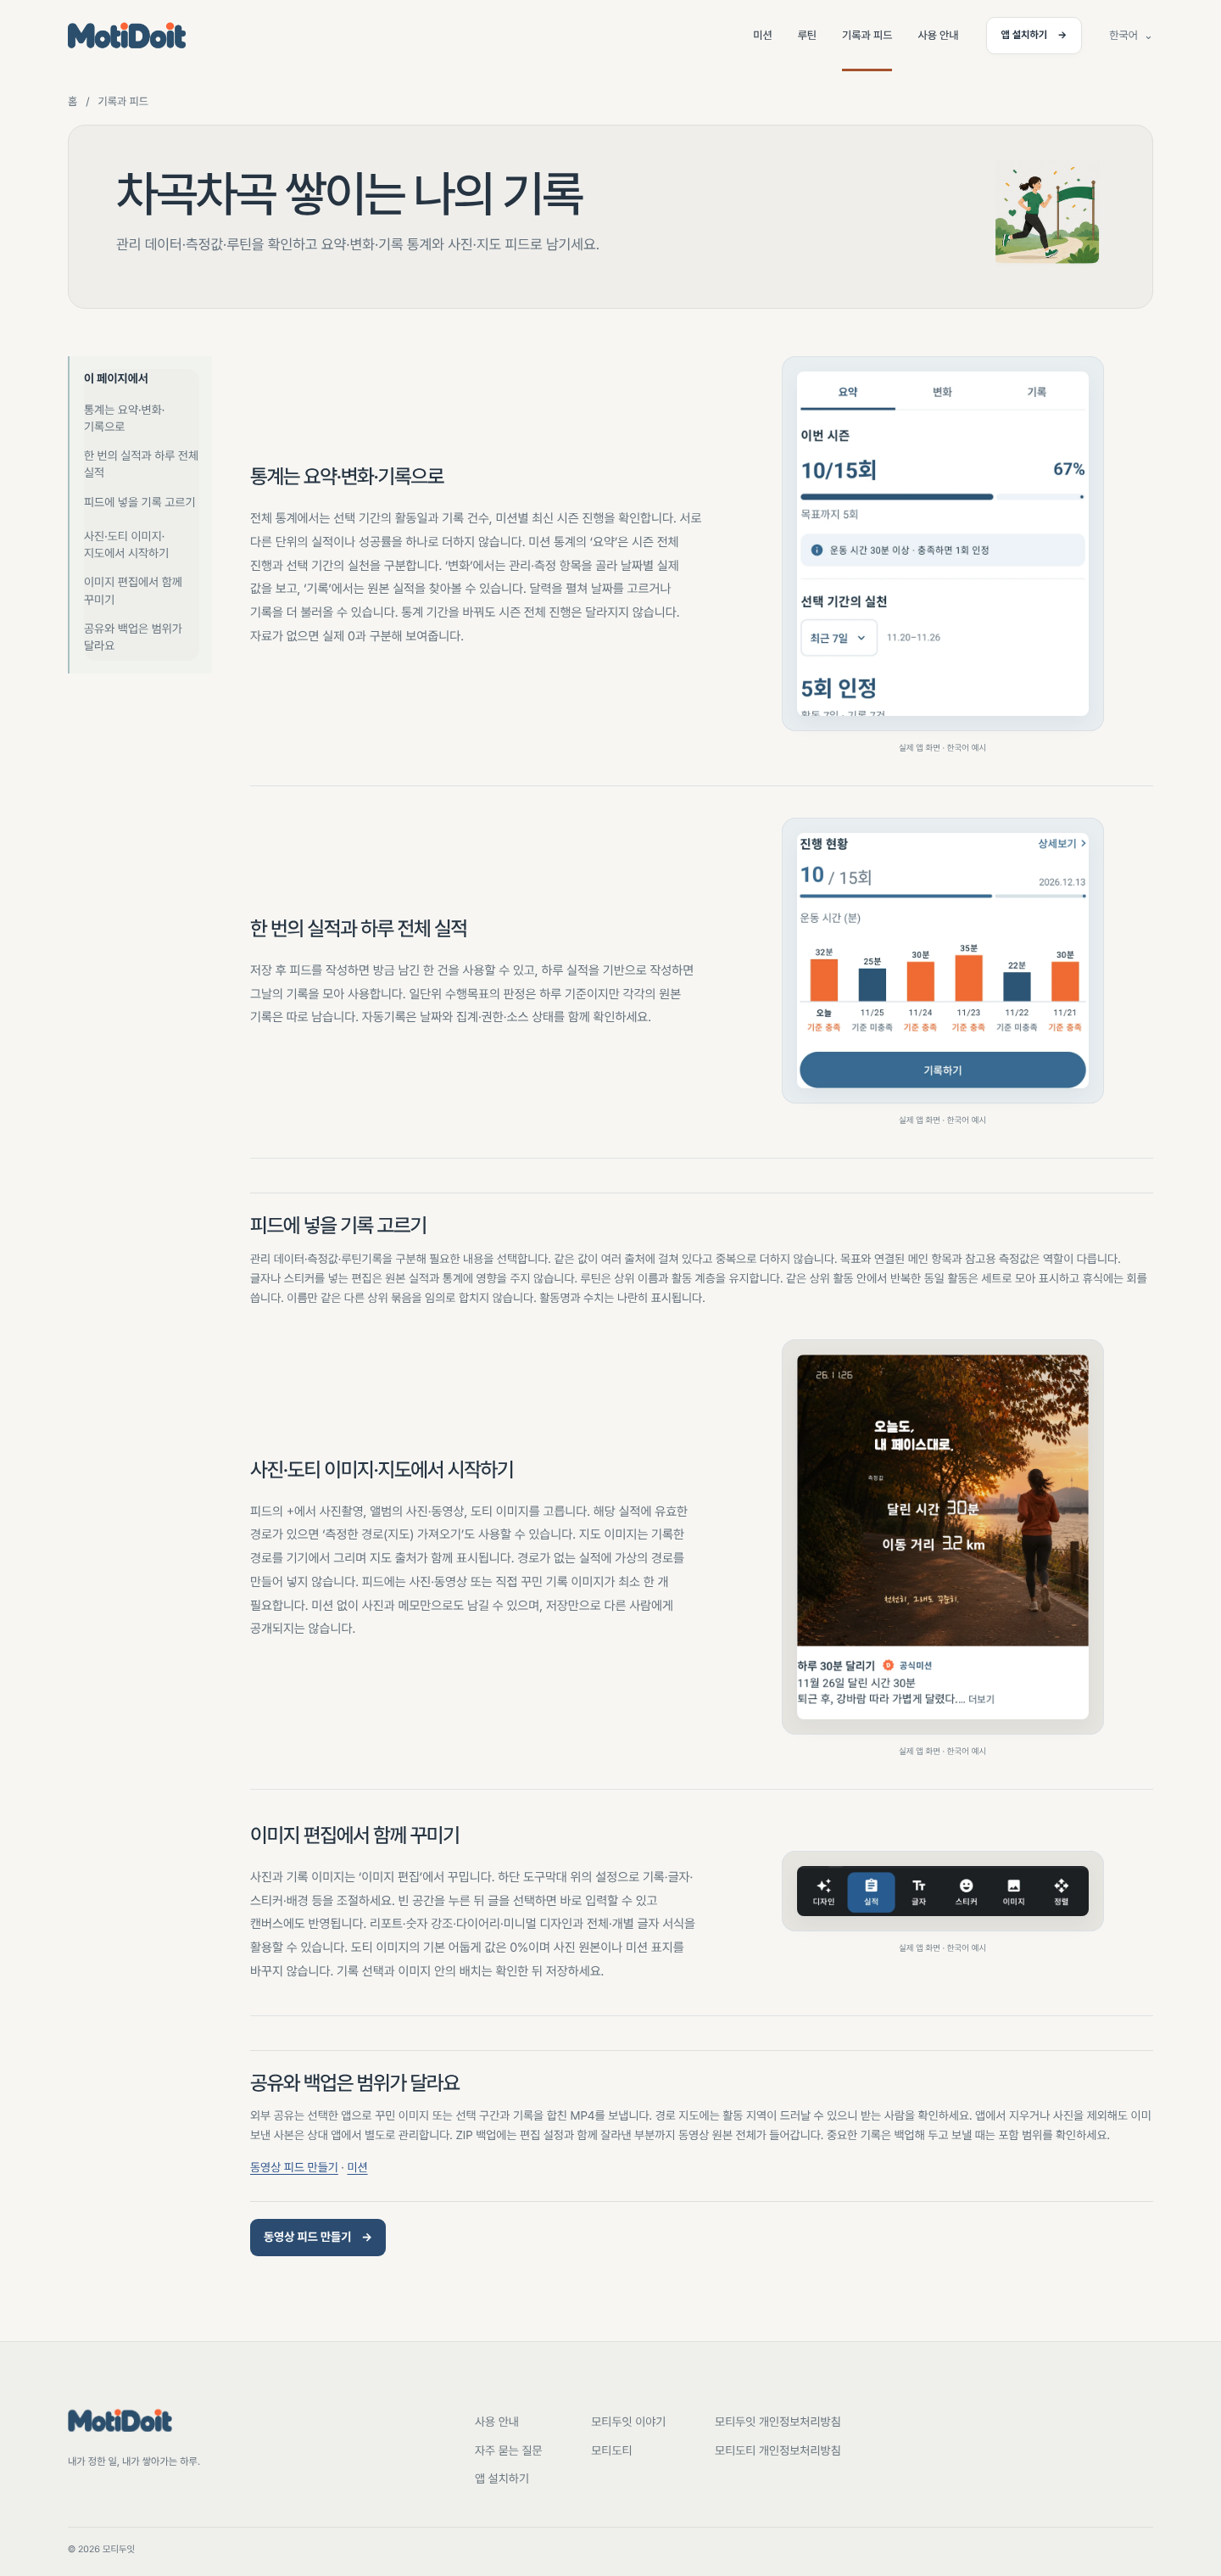 MotiDoit
미션
루틴
기록과 피드
사용 안내
앱 설치하기 →
한국어
홈 / 기록과 피드
차곡차곡 쌓이는 나의 기록
관리 데이터·측정값·루틴을 확인하고 요약·변화·기록 통계와 사진·지도 피드로 남기세요.
이 페이지에서
통계는 요약·변화·
기록으로
한 번의 실적과 하루 전체
실적
피드에 넣을 기록 고르기
사진·도티 이미지·
지도에서 시작하기
이미지 편집에서 함께
꾸미기
공유와 백업은 범위가
달라요
통계는 요약·변화·기록으로
전체 통계에서는 선택 기간의 활동일과 기록 건수, 미션별 최신 시즌 진행을 확인합니다. 서로
다른 단위의 실적이나 성공률을 하나로 더하지 않습니다. 미션 통계의 ‘요약’은 시즌 전체
진행과 선택 기간의 실천을 구분합니다. ‘변화’에서는 관리·측정 항목을 골라 날짜별 실제
값을 보고, ‘기록’에서는 원본 실적을 찾아볼 수 있습니다. 달력을 펼쳐 날짜를 고르거나
기록을 더 불러올 수 있습니다. 통계 기간을 바꿔도 시즌 전체 진행은 달라지지 않습니다.
자료가 없으면 실제 0과 구분해 보여줍니다.
요약
변화
기록
이번 시즌
10/15회
67%
목표까지 5회
운동 시간 30분 이상 · 충족하면 1회 인정
선택 기간의 실천
최근 7일
11.20–11.26
5회 인정
활동 7일 · 기록 7건
실제 앱 화면 · 한국어 예시
한 번의 실적과 하루 전체 실적
저장 후 피드를 작성하면 방금 남긴 한 건을 사용할 수 있고, 하루 실적을 기반으로 작성하면
그날의 기록을 모아 사용합니다. 일단위 수행목표의 판정은 하루 기준이지만 각각의 원본
기록은 따로 남습니다. 자동기록은 날짜와 집계·권한·소스 상태를 함께 확인하세요.
진행 현황
상세보기
10 / 15회
2026.12.13
운동 시간 (분)
32분 25분 30분 35분 22분 30분
오늘 11/25 11/24 11/23 11/22 11/21
기준 충족 기준 미충족 기준 충족 기준 충족 기준 미충족 기준 충족
기록하기
실제 앱 화면 · 한국어 예시
피드에 넣을 기록 고르기
관리 데이터·측정값·루틴기록을 구분해 필요한 내용을 선택합니다. 같은 값이 여러 출처에 걸쳐 있다고 중복으로 더하지 않습니다. 목표와 연결된 메인 항목과 참고용 측정값은 역할이 다릅니다.
글자나 스티커를 넣는 편집은 원본 실적과 통계에 영향을 주지 않습니다. 루틴은 상위 이름과 활동 계층을 유지합니다. 같은 상위 활동 안에서 반복한 동일 활동은 세트로 모아 표시하고 휴식에는 회를
씁니다. 이름만 같은 다른 상위 묶음을 임의로 합치지 않습니다. 활동명과 수치는 나란히 표시됩니다.
사진·도티 이미지·지도에서 시작하기
피드의 +에서 사진촬영, 앨범의 사진·동영상, 도티 이미지를 고릅니다. 해당 실적에 유효한
경로가 있으면 ‘측정한 경로(지도) 가져오기’도 사용할 수 있습니다. 지도 이미지는 기록한
경로를 기기에서 그리며 지도 출처가 함께 표시됩니다. 경로가 없는 실적에 가상의 경로를
만들어 넣지 않습니다. 피드에는 사진·동영상 또는 직접 꾸민 기록 이미지가 최소 한 개
필요합니다. 미션 없이 사진과 메모만으로도 남길 수 있으며, 저장만으로 다른 사람에게
공개되지는 않습니다.
26.11.26
오늘도,
내 페이스대로.
측정값
달린 시간 30분
이동 거리 3.2 km
천천히, 그래도 꾸준히.
하루 30분 달리기 공식미션
11월 26일 달린 시간 30분
퇴근 후, 강바람 따라 가볍게 달렸다.... 더보기
실제 앱 화면 · 한국어 예시
이미지 편집에서 함께 꾸미기
사진과 기록 이미지는 ‘이미지 편집’에서 꾸밉니다. 하단 도구막대 위의 설정으로 기록·글자·
스티커·배경 등을 조절하세요. 빈 공간을 누른 뒤 글을 선택하면 바로 입력할 수 있고
캔버스에도 반영됩니다. 리포트·숫자 강조·다이어리·미니멀 디자인과 전체·개별 글자 서식을
활용할 수 있습니다. 도티 이미지의 기본 어둡게 값은 0%이며 사진 원본이나 미션 표지를
바꾸지 않습니다. 기록 선택과 이미지 안의 배치는 확인한 뒤 저장하세요.
디자인 실적 글자 스티커 이미지 정렬
실제 앱 화면 · 한국어 예시
공유와 백업은 범위가 달라요
외부 공유는 선택한 앱으로 꾸민 이미지 또는 선택 구간과 기록을 합친 MP4를 보냅니다. 경로 지도에는 활동 지역이 드러날 수 있으니 받는 사람을 확인하세요. 앱에서 지우거나 사진을 제외해도 이미
보낸 사본은 상대 앱에서 별도로 관리합니다. ZIP 백업에는 편집 설정과 함께 잘라낸 부분까지 동영상 원본 전체가 들어갑니다. 중요한 기록은 백업해 두고 보낼 때는 포함 범위를 확인하세요.
동영상 피드 만들기 · 미션
동영상 피드 만들기 →
MotiDoit
내가 정한 일, 내가 쌓아가는 하루.
사용 안내
자주 묻는 질문
앱 설치하기
모티두잇 이야기
모티도티
모티두잇 개인정보처리방침
모티도티 개인정보처리방침
© 2026 모티두잇